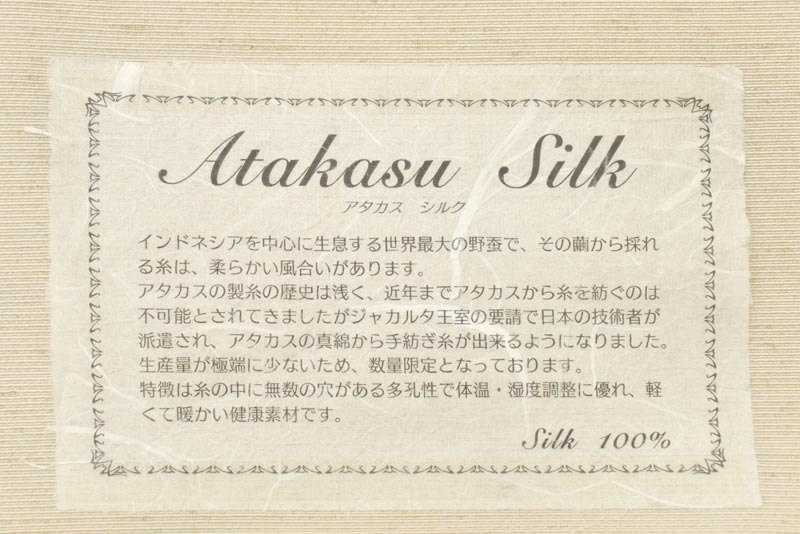 Atakasu Silk
アタカス シルク
インドネシアを中心に生息する世界最大の野蚕で、その繭から採れ
る糸は、柔らかい風合いがあります。
アタカスの製糸の歴史は浅く、近年までアタカスから糸を紡ぐのは
不可能とされてきましたがジャカルタ王室の要請で日本の技術者が
派遣され、アタカスの真綿から手紡ぎ糸が出来るようになりました。
生産量が極端に少ないため、数量限定となっております。
特徴は糸の中に無数の穴がある多孔性で体温・湿度調整に優れ、軽
くて暖かい健康素材です。
Silk 100%